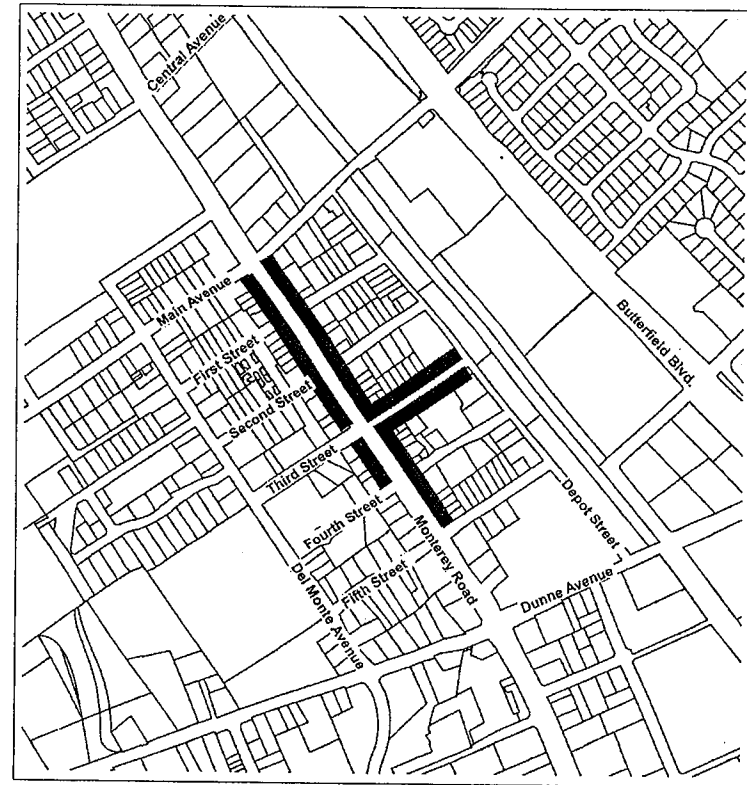 Central Avenue
Main Avenue
First Street
Second Street
Third Street
Fourth Street
Fifth Street
Del Monte Avenue
Monterey Road
Depot Street
Dunne Avenue
Butterfield Blvd.